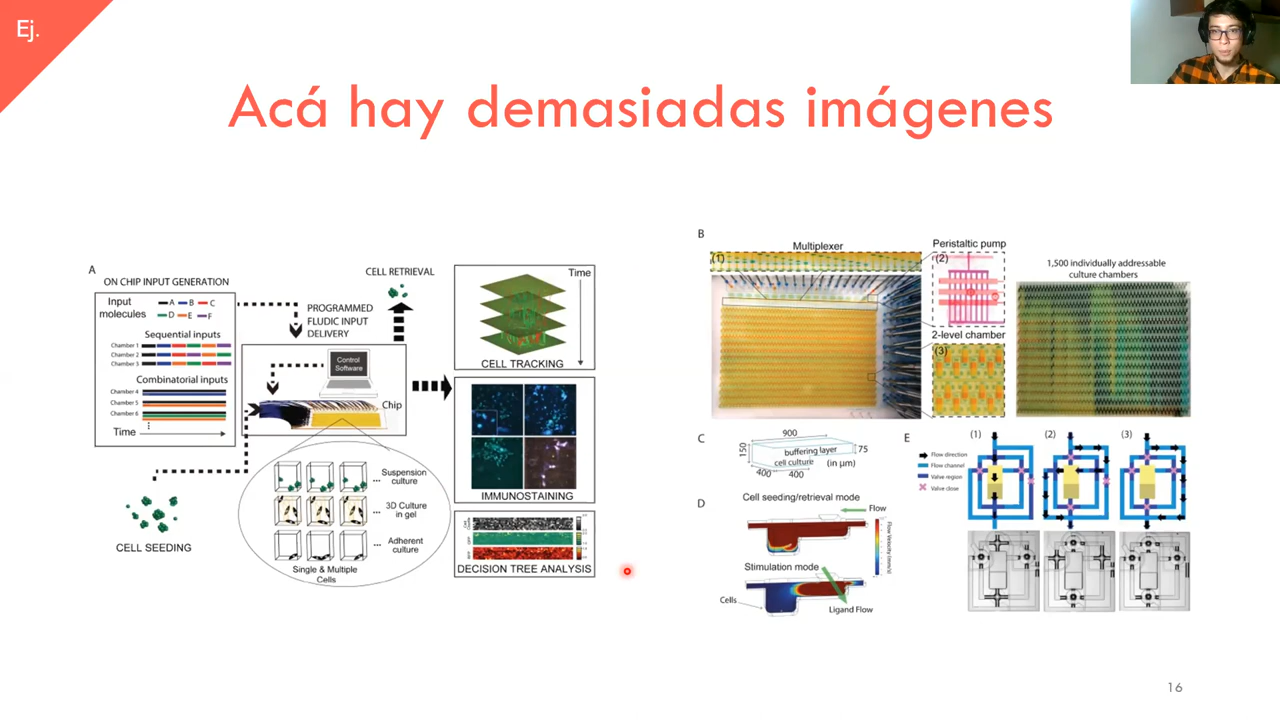 Ej.
Acá hay demasiadas imágenes
A
ON CHIP INPUT GENERATION
Input
molecules
A B C
D E F
Sequential inputs
Chamber 1
Chamber 2
Chamber 3
Combinatorial inputs
Chamber 4
Chamber 5
Chamber 6
Time
CELL SEEDING
PROGRAMMED
FLUDIC INPUT
DELIVERY
CELL RETRIEVAL
Control
Software
Chip
Suspension
culture
3D Culture
in gel
Adherent
culture
Single & Multiple
Cells
Time
CELL TRACKING
IMMUNOSTAINING
DECISION TREE ANALYSIS
B
Multiplexer
(1)
Peristaltic pump
(2)
2-level chamber
(3)
1,500 individually addressable
culture chambers
C
900
150
buffering layer
cell culture
75
(in μm)
400
400
D
Cell seeding/retrieval mode
Flow
Flow Velocity (mm/s)
Stimulation mode
Cells
Ligand Flow
E
(1)
(2)
(3)
Flow direction
Flow channel
Valve region
Valve close
16